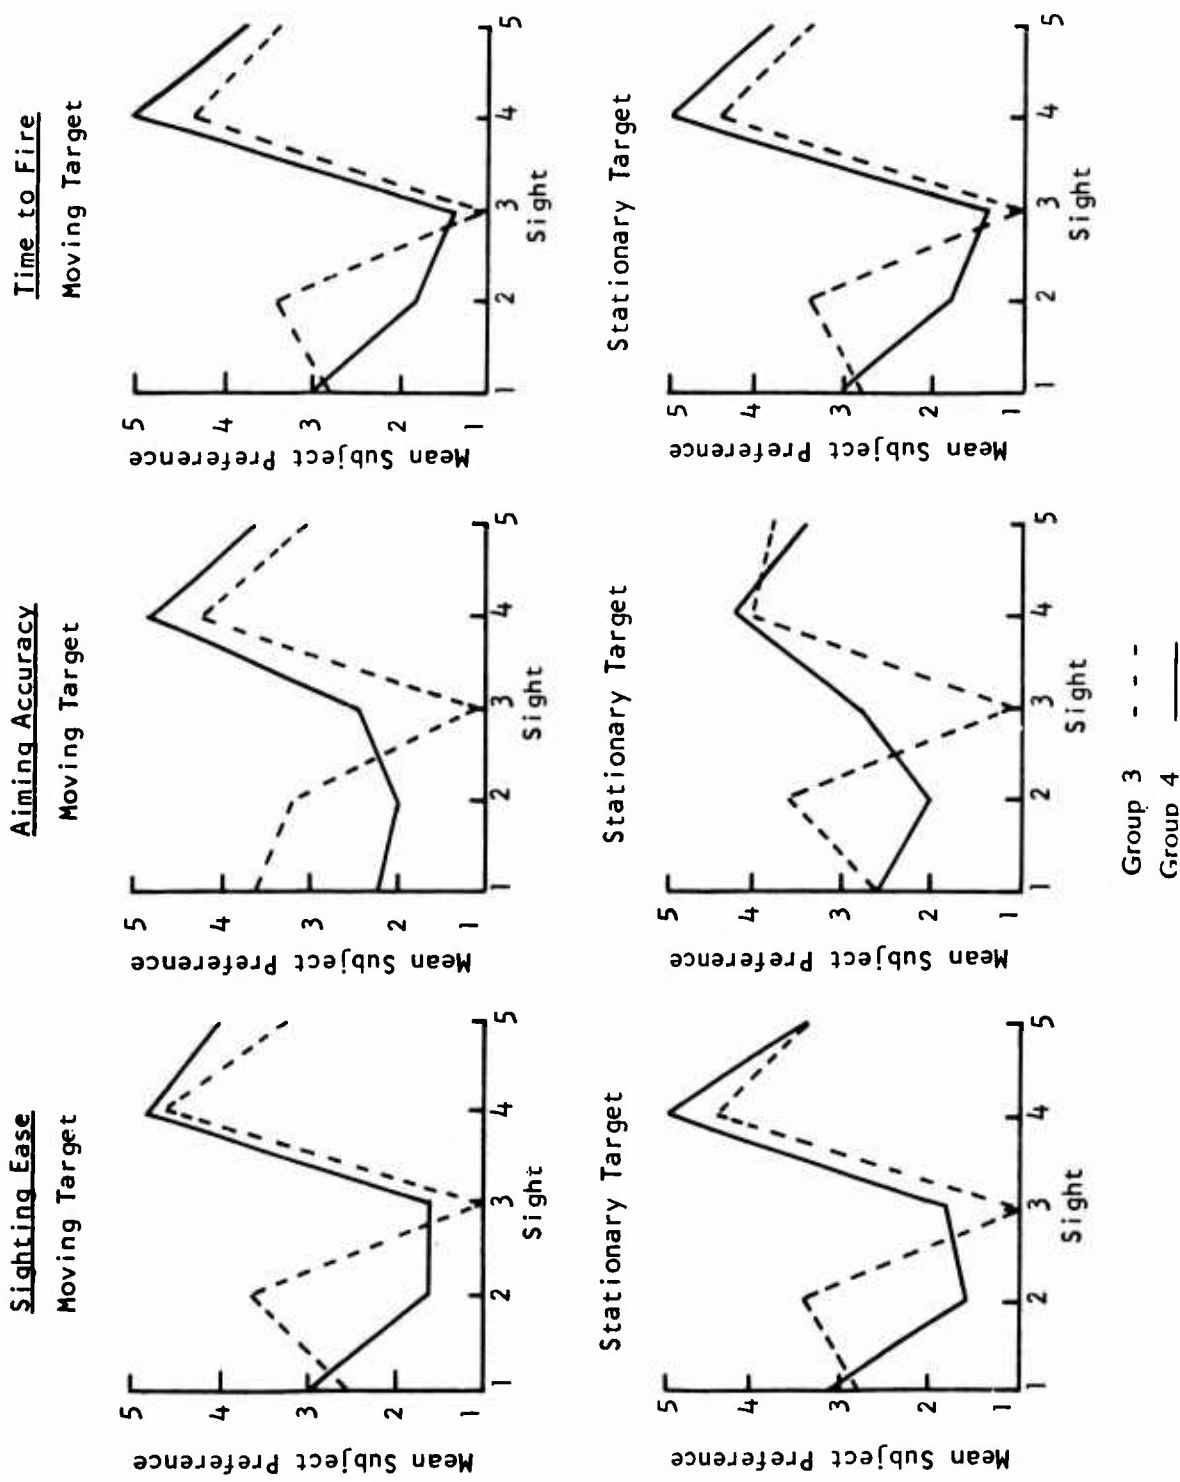 Sighting Ease
Moving Target
Mean Subject Preference
5
4
3
2
1
1 2 3 4 5
Sight
Aiming Accuracy
Moving Target
Mean Subject Preference
5
4
3
2
1
1 2 3 4 5
Sight
Time to Fire
Moving Target
Mean Subject Preference
5
4
3
2
1
1 2 3 4 5
Sight
Stationary Target
Mean Subject Preference
5
4
3
2
1
1 2 3 4 5
Sight
Stationary Target
Mean Subject Preference
5
4
3
2
1
1 2 3 4 5
Sight
Stationary Target
Mean Subject Preference
5
4
3
2
1
1 2 3 4 5
Sight
Group 3
Group 4